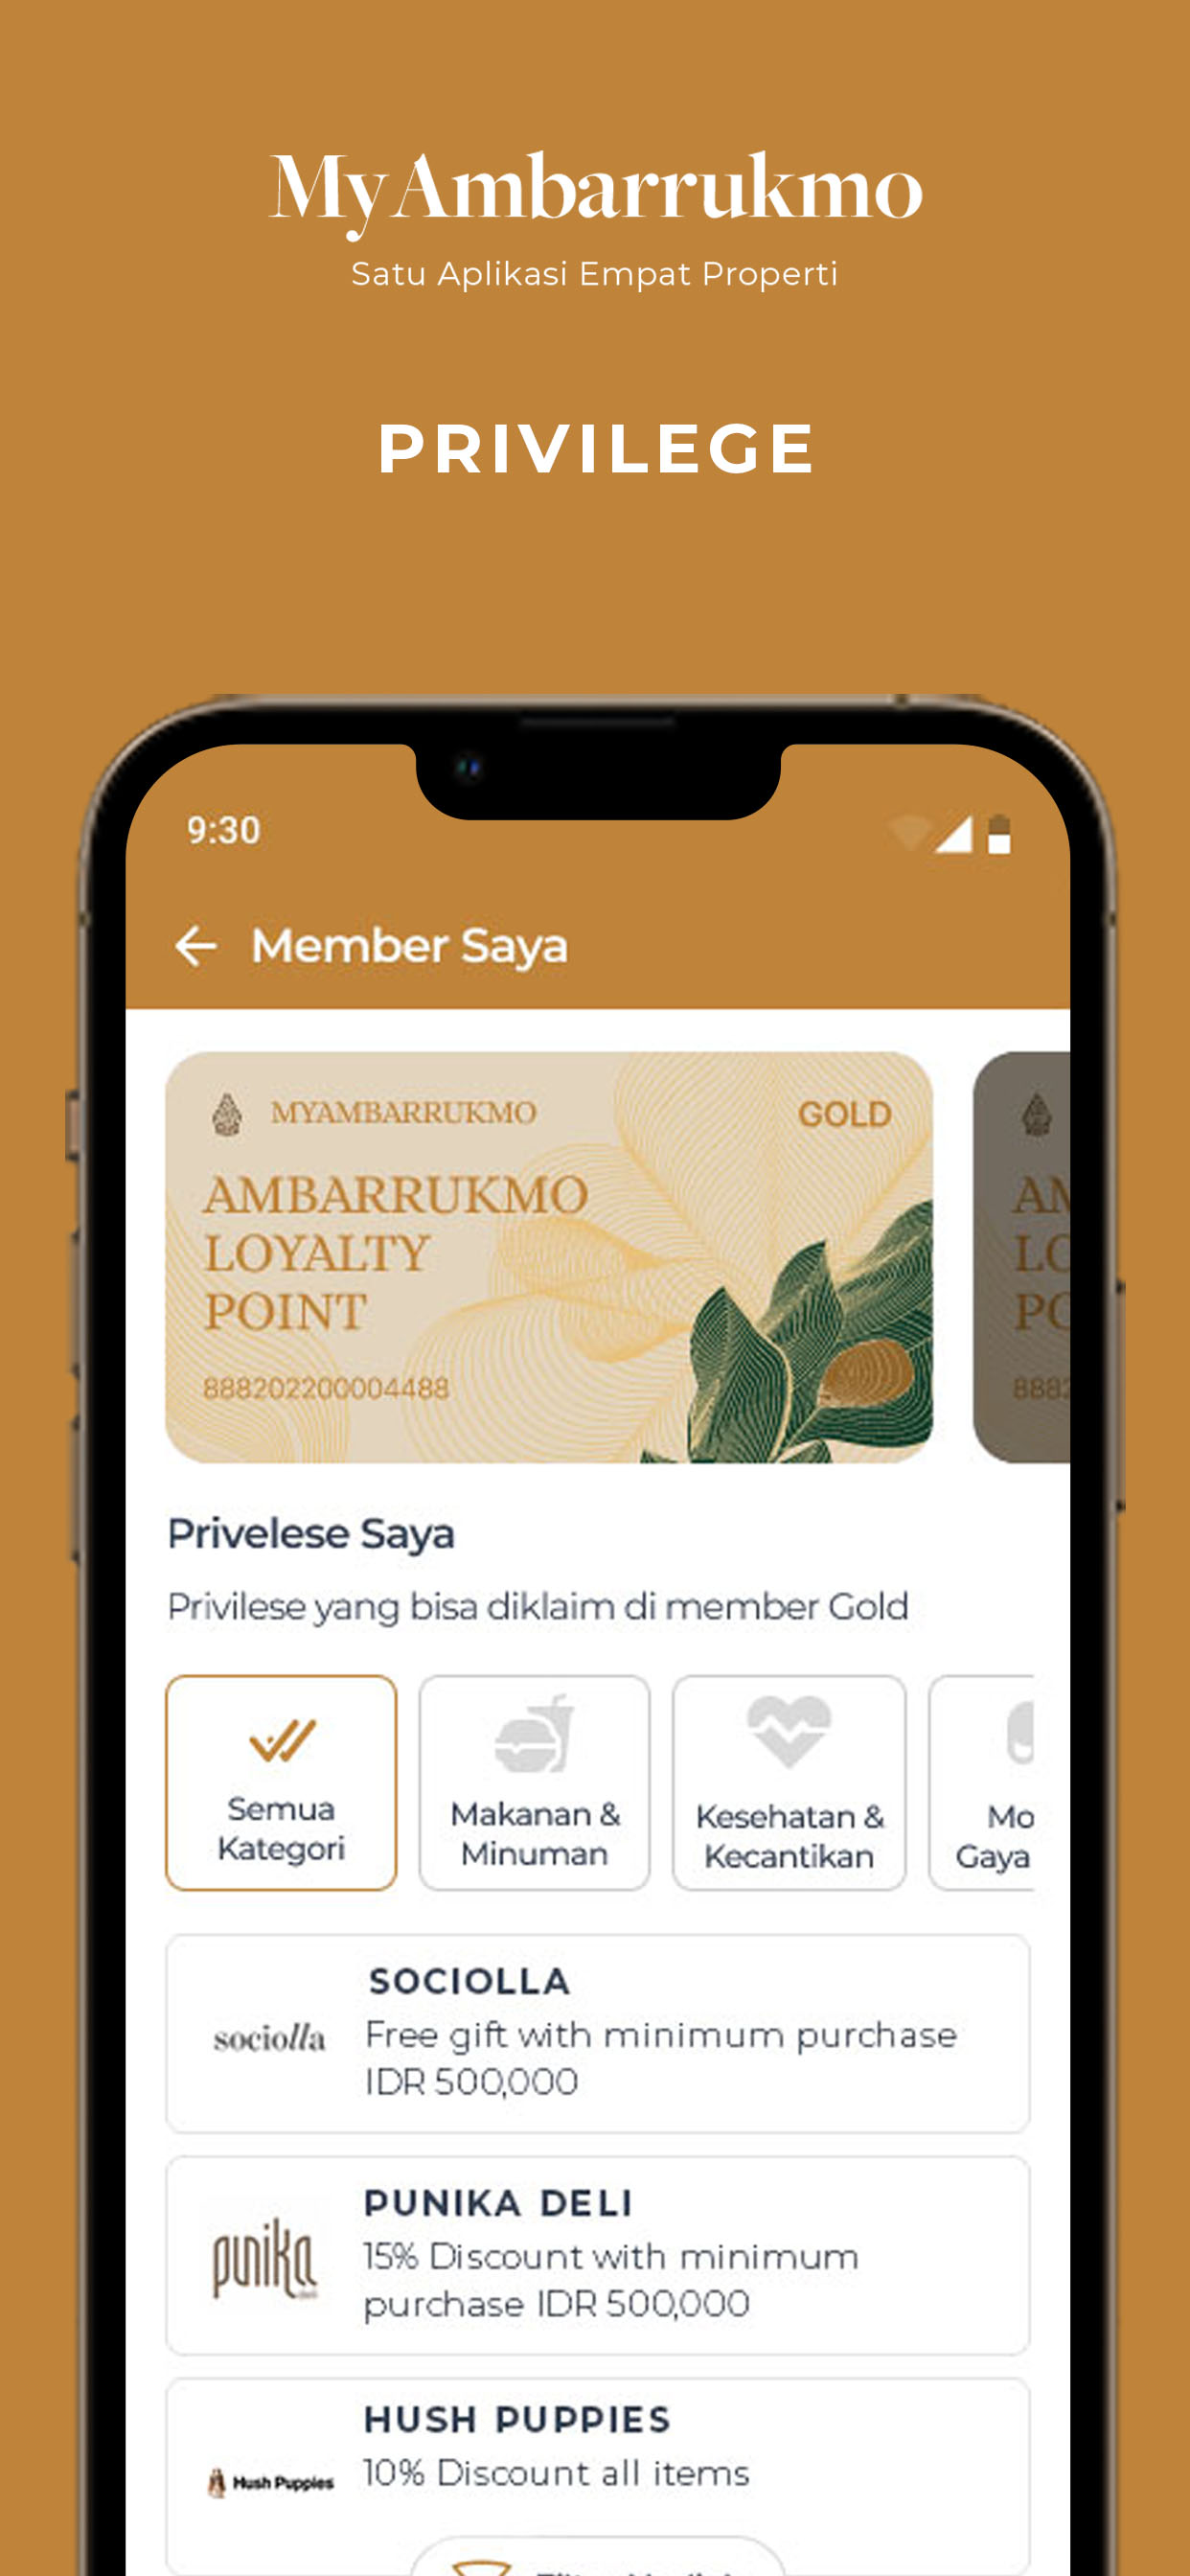 MyAmbarrukmo
Satu Aplikasi Empat Properti
PRIVILEGE
9:30
Member Saya
MYAMBARRUKMO
GOLD
AMBARRUKMO
LOYALTY
POINT
888202200004488
AM
LO
PO
888
Privelese Saya
Privilese yang bisa diklaim di member Gold
Semua
Kategori
Makanan &
Minuman
Kesehatan &
Kecantikan
Mo
Gaya
sociolla
SOCIOLLA
Free gift with minimum purchase
IDR 500,000
punika
PUNIKA DELI
15% Discount with minimum
purchase IDR 500,000
Hush Puppies
HUSH PUPPIES
10% Discount all items